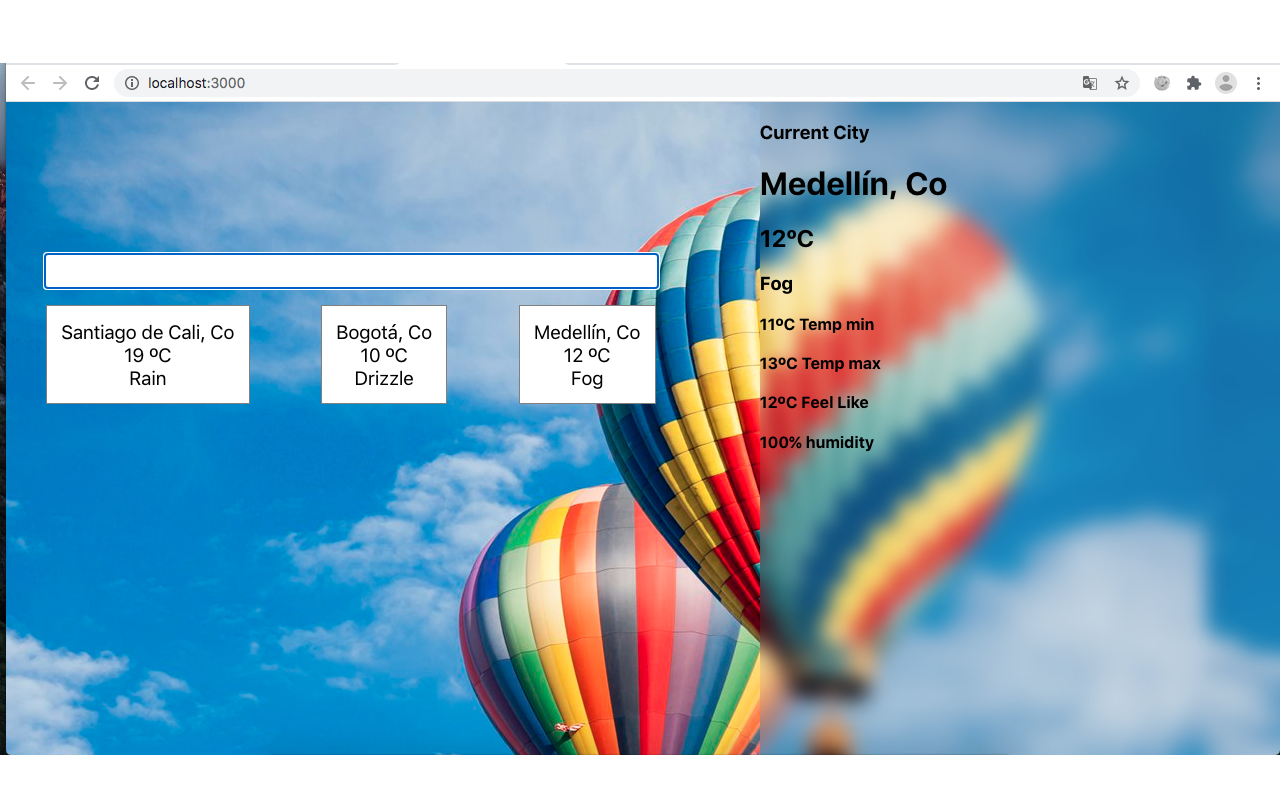 localhost:3000
Santiago de Cali, Co
19 ºC
Rain
Bogotá, Co
10 ºC
Drizzle
Medellín, Co
12 ºC
Fog
Current City
Medellín, Co
12ºC
Fog
11ºC Temp min
13ºC Temp max
12ºC Feel Like
100% humidity